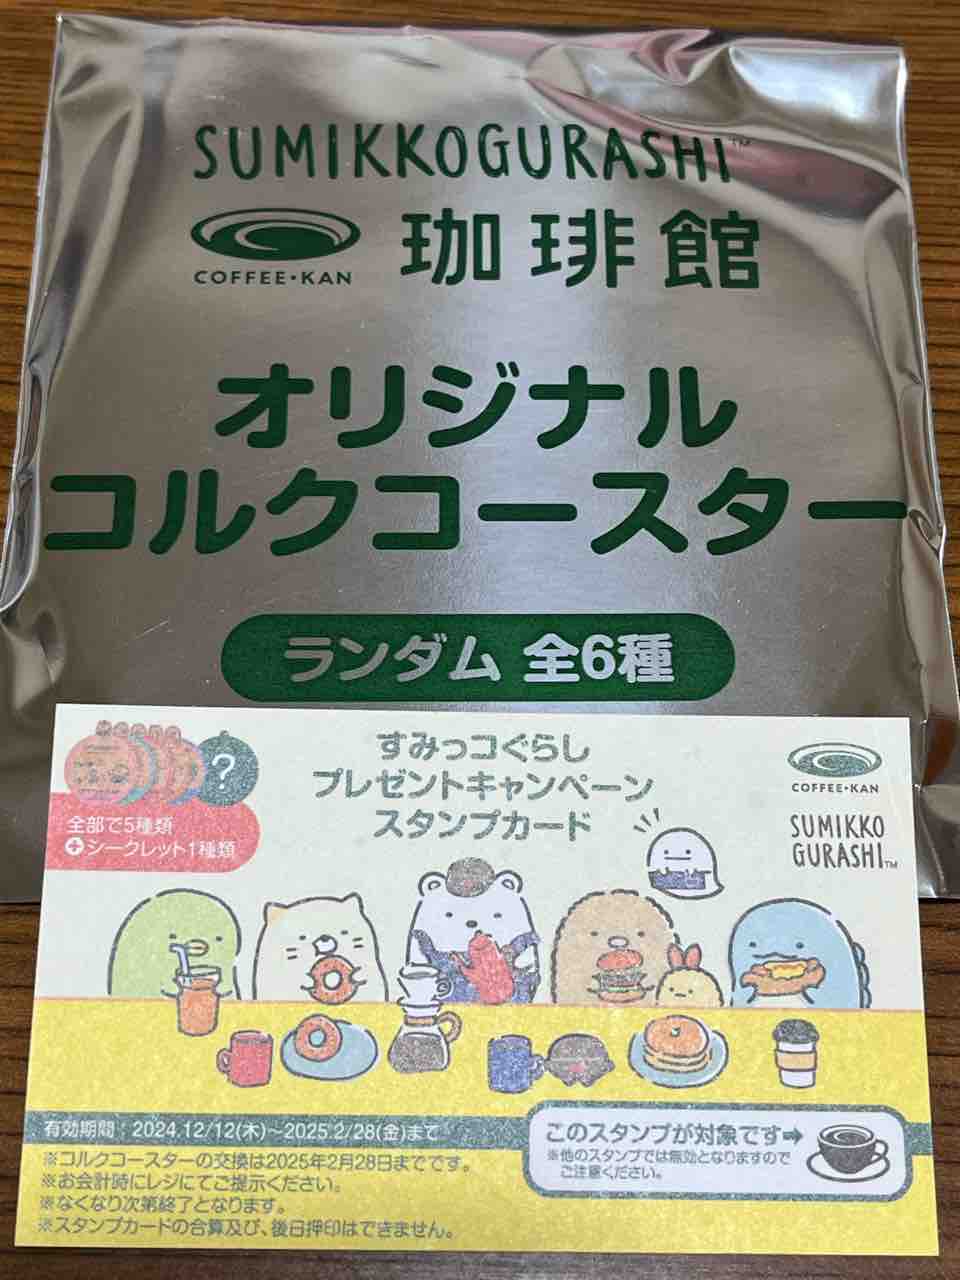 SUMIKKOGURASHI™
COFFEE・KAN
珈琲館
オリジナル
コルクコースター
ランダム 全6種
?
全部で5種類
+シークレット1種類
すみっコぐらし
プレゼントキャンペーン
スタンプカード
COFFEE・KAN
SUMIKKO
GURASHI™
有効期間：2024.12/12(木)～2025.2/28(金)まで
※コルクコースターの交換は2025年2月28日までです。
※お会計時にレジにてご提示ください。
※なくなり次第終了となります。
※スタンプカードの合算及び、後日押印はできません。
このスタンプが対象です➡
※他のスタンプでは無効となりますので
ご注意ください。